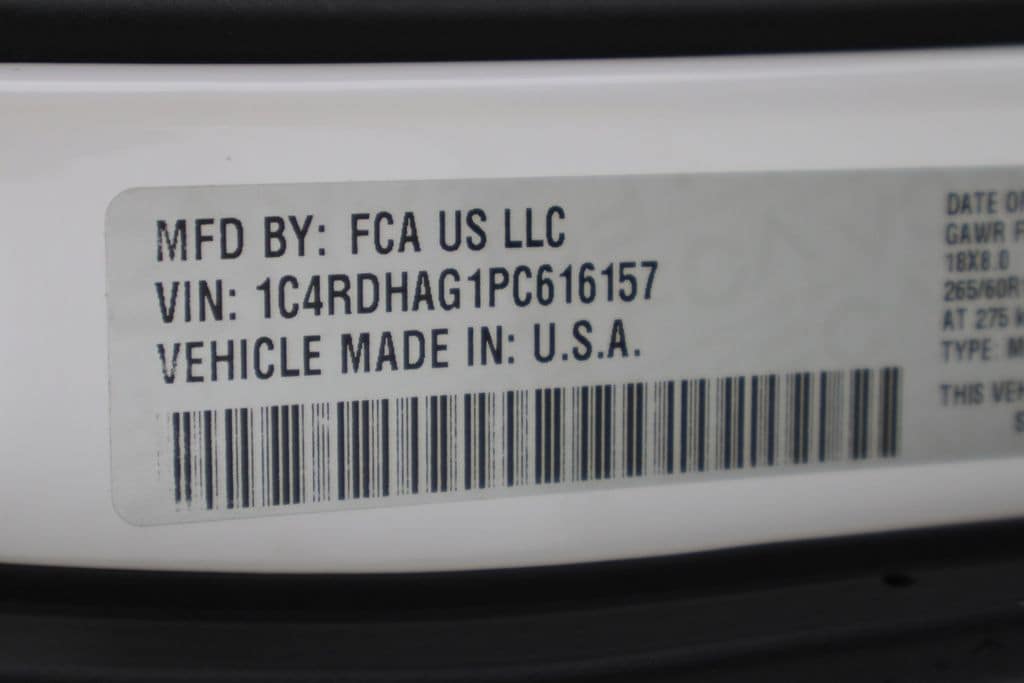 MFD BY: FCA US LLC
VIN: 1C4RDHAG1PC616157
VEHICLE MADE IN: U.S.A.
DATE
GAWR
18X8.0
265/60R
AT 275
TYPE:
THIS